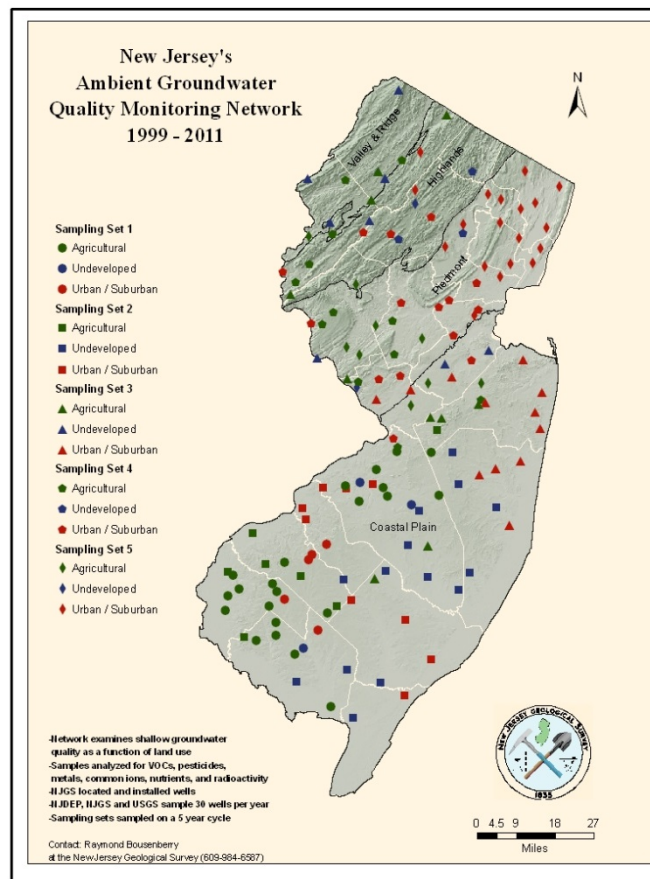 New Jersey's
Ambient Groundwater
Quality Monitoring Network
1999 - 2011
N
Valley & Ridge
Highlands
Piedmont
Coastal Plain
Sampling Set 1
Agricultural
Undeveloped
Urban / Suburban
Sampling Set 2
Agricultural
Undeveloped
Urban / Suburban
Sampling Set 3
Agricultural
Undeveloped
Urban / Suburban
Sampling Set 4
Agricultural
Undeveloped
Urban / Suburban
Sampling Set 5
Agricultural
Undeveloped
Urban / Suburban
-Network examines shallow groundwater
quality as a function of land use
-Samples analyzed for VOCs, pesticides,
metals, common ions, nutrients, and radioactivity
-NJGS located and installed wells
-NJDEP, NJGS and USGS sample 30 wells per year
-Sampling sets sampled on a 5 year cycle
Contact: Raymond Bousenberry
at the NewJersey Geological Survey (609-984-6587)
NEW JERSEY GEOLOGICAL SURVEY
1835
0 4.5 9 18 27
Miles